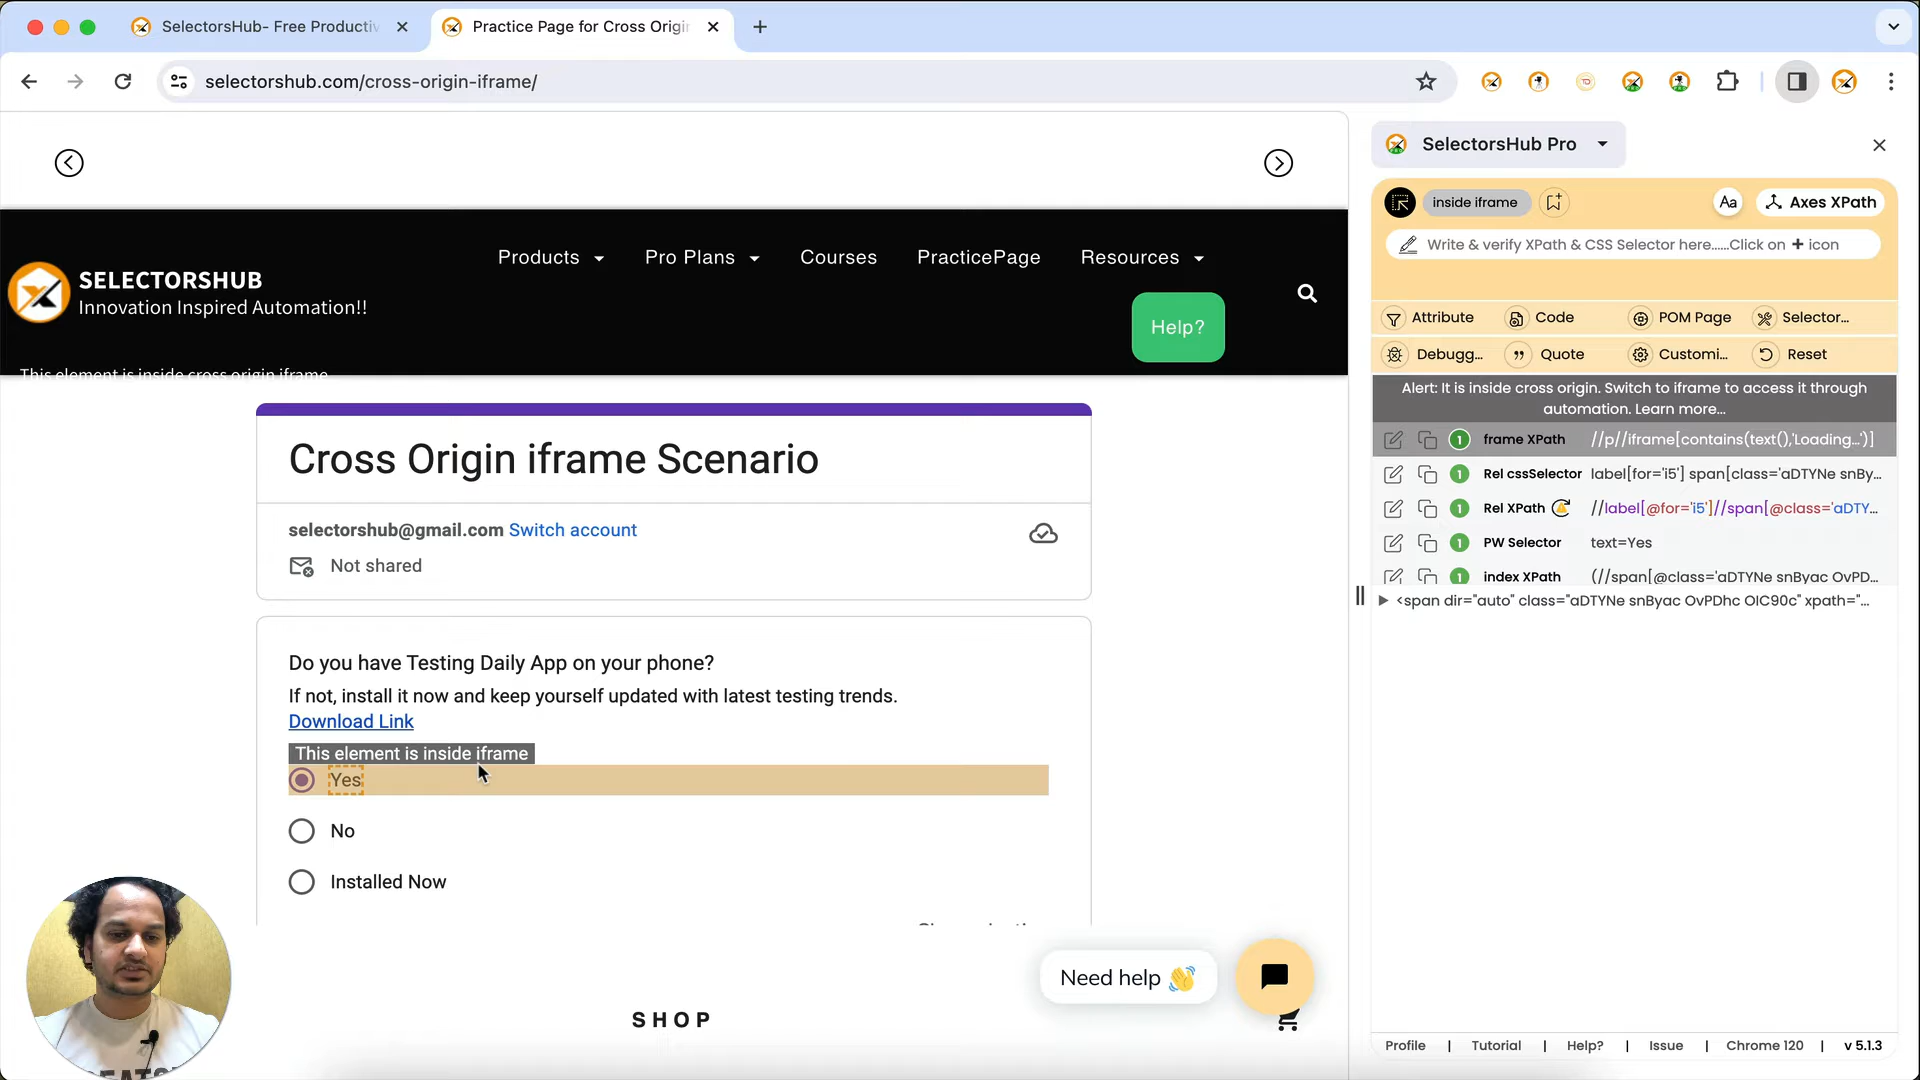 SelectorsHub- Free Productiv
Practice Page for Cross Origin
selectorshub.com/cross-origin-iframe/
SELECTORSHUB
Innovation Inspired Automation!!
Products
Pro Plans
Courses
PracticePage
Resources
Help?
This element is inside cross origin iframe
Cross Origin iframe Scenario
selectorshub@gmail.com Switch account
Not shared
Do you have Testing Daily App on your phone?
If not, install it now and keep yourself updated with latest testing trends.
Download Link
This element is inside iframe
Yes
No
Installed Now
Need help 👋
SHOP
SelectorsHub Pro
inside iframe
Aa
Axes XPath
Write & verify XPath & CSS Selector here......Click on + icon
Attribute
Code
POM Page
Selector...
Debugg...
Quote
Customi...
Reset
Alert: It is inside cross origin. Switch to iframe to access it through
automation. Learn more...
1 frame XPath //p//iframe[contains(text(),'Loading…')]
1 Rel cssSelector label[for='i5'] span[class='aDTYNe snBy...
1 Rel XPath //label[@for='i5']//span[@class='aDTY...
1 PW Selector text=Yes
1 index XPath (//span[@class='aDTYNe snByac OvPD...
<span dir="auto" class="aDTYNe snByac OvPDhc OIC90c" xpath="...
Profile | Tutorial | Help? | Issue | Chrome 120 | v 5.1.3